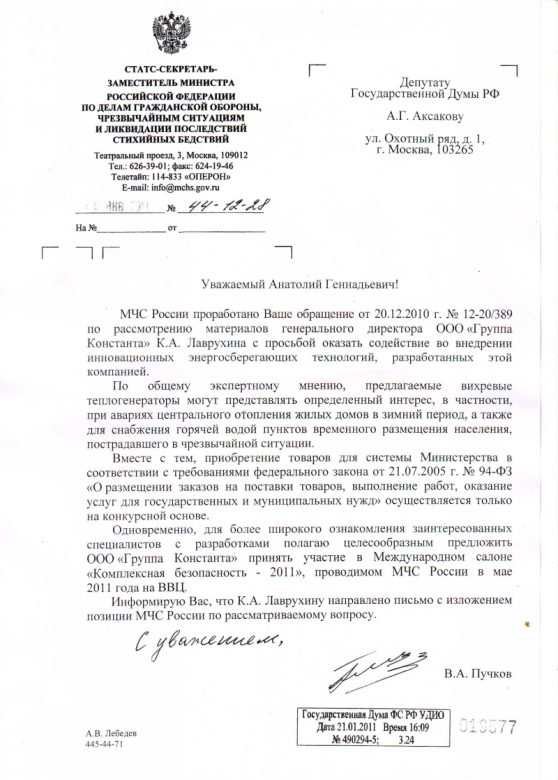 СТАТС-СЕКРЕТАРЬ-
ЗАМЕСТИТЕЛЬ МИНИСТРА
РОССИЙСКОЙ ФЕДЕРАЦИИ
ПО ДЕЛАМ ГРАЖДАНСКОЙ ОБОРОНЫ,
ЧРЕЗВЫЧАЙНЫМ СИТУАЦИЯМ
И ЛИКВИДАЦИИ ПОСЛЕДСТВИЙ
СТИХИЙНЫХ БЕДСТВИЙ
Театральный проезд, 3, Москва, 109012
Тел.: 626-39-01; факс: 624-19-46
Телетайп: 114-833 «ОПЕРОН»
E-mail: info@mchs.gov.ru
ЯНВ № 44-12-28
На № от
Депутату
Государственной Думы РФ
А.Г. Аксакову
ул. Охотный ряд, д. 1,
г. Москва, 103265
Уважаемый Анатолий Геннадьевич!
МЧС России проработано Ваше обращение от 20.12.2010 г. № 12-20/389
по рассмотрению материалов генерального директора ООО «Группа
Константа» К.А. Лаврухина с просьбой оказать содействие во внедрении
инновационных энергосберегающих технологий, разработанных этой
компанией.
По общему экспертному мнению, предлагаемые вихревые
теплогенераторы могут представлять определенный интерес, в частности,
при авариях центрального отопления жилых домов в зимний период, а также
для снабжения горячей водой пунктов временного размещения населения,
пострадавшего в чрезвычайной ситуации.
Вместе с тем, приобретение товаров для системы Министерства в
соответствии с требованиями федерального закона от 21.07.2005 г. № 94-ФЗ
«О размещении заказов на поставки товаров, выполнение работ, оказание
услуг для государственных и муниципальных нужд» осуществляется только
на конкурсной основе.
Одновременно, для более широкого ознакомления заинтересованных
специалистов с разработками полагаю целесообразным предложить
ООО «Группа Константа» принять участие в Международном салоне
«Комплексная безопасность - 2011», проводимом МЧС России в мае
2011 года на ВВЦ.
Информирую Вас, что К.А. Лаврухину направлено письмо с изложением
позиции МЧС России по рассматриваемому вопросу.
С уважением,
В.А. Пучков
Государственная Дума ФС РФ УДИО
Дата 21.01.2011 Время 16:09
№ 490294-5; 3.24
019577
А.В. Лебедев
445-44-71